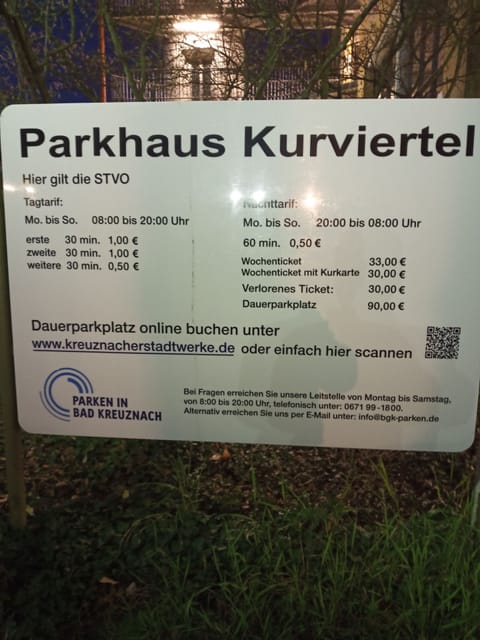 Parkhaus Kurviertel
Hier gilt die STVO
Tagtarif:
Mo. bis So. 08:00 bis 20:00 Uhr
erste 30 min. 1,00 €
zweite 30 min. 1,00 €
weitere 30 min. 0,50 €
Nachttarif:
Mo. bis So. 20:00 bis 08:00 Uhr
60 min. 0,50 €
Wochenticket 33,00 €
Wochenticket mit Kurkarte 30,00 €
Verlorenes Ticket: 30,00 €
Dauerparkplatz 90,00 €
Dauerparkplatz online buchen unter
www.kreuznacherstadtwerke.de oder einfach hier scannen
PARKEN IN
BAD KREUZNACH
Bei Fragen erreichen Sie unsere Leitstelle von Montag bis Samstag,
von 8:00 bis 20:00 Uhr, telefonisch unter: 0671 99-1800.
Alternativ erreichen Sie uns per E-Mail unter: info@bgk-parken.de